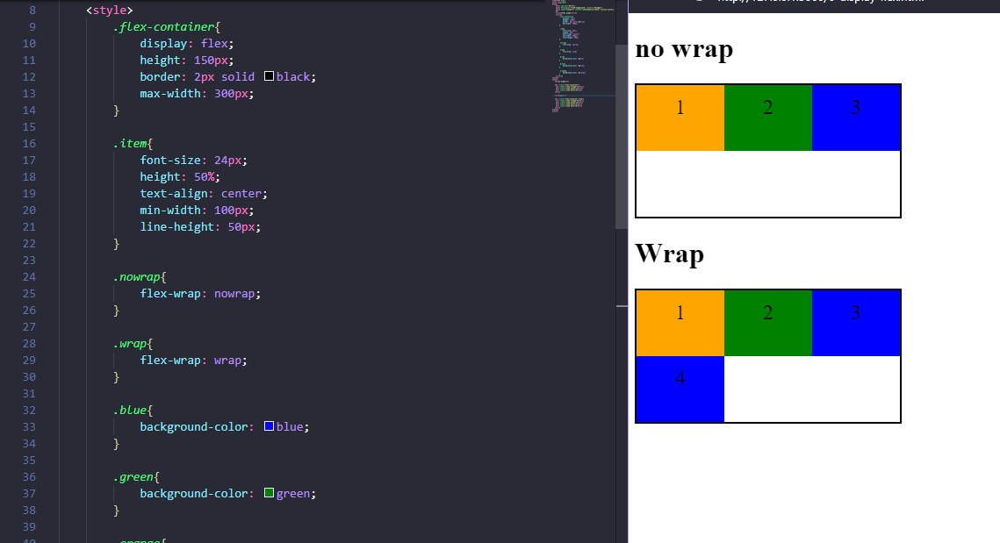 8 <style>
9 .flex-container{
10 display: flex;
11 height: 150px;
12 border: 2px solid black;
13 max-width: 300px;
14 }
15
16 .item{
17 font-size: 24px;
18 height: 50%;
19 text-align: center;
20 min-width: 100px;
21 line-height: 50px;
22 }
23
24 .nowrap{
25 flex-wrap: nowrap;
26 }
27
28 .wrap{
29 flex-wrap: wrap;
30 }
31
32 .blue{
33 background-color: blue;
34 }
35
36 .green{
37 background-color: green;
38 }
39
no wrap
1 2 3
Wrap
1 2 3
4